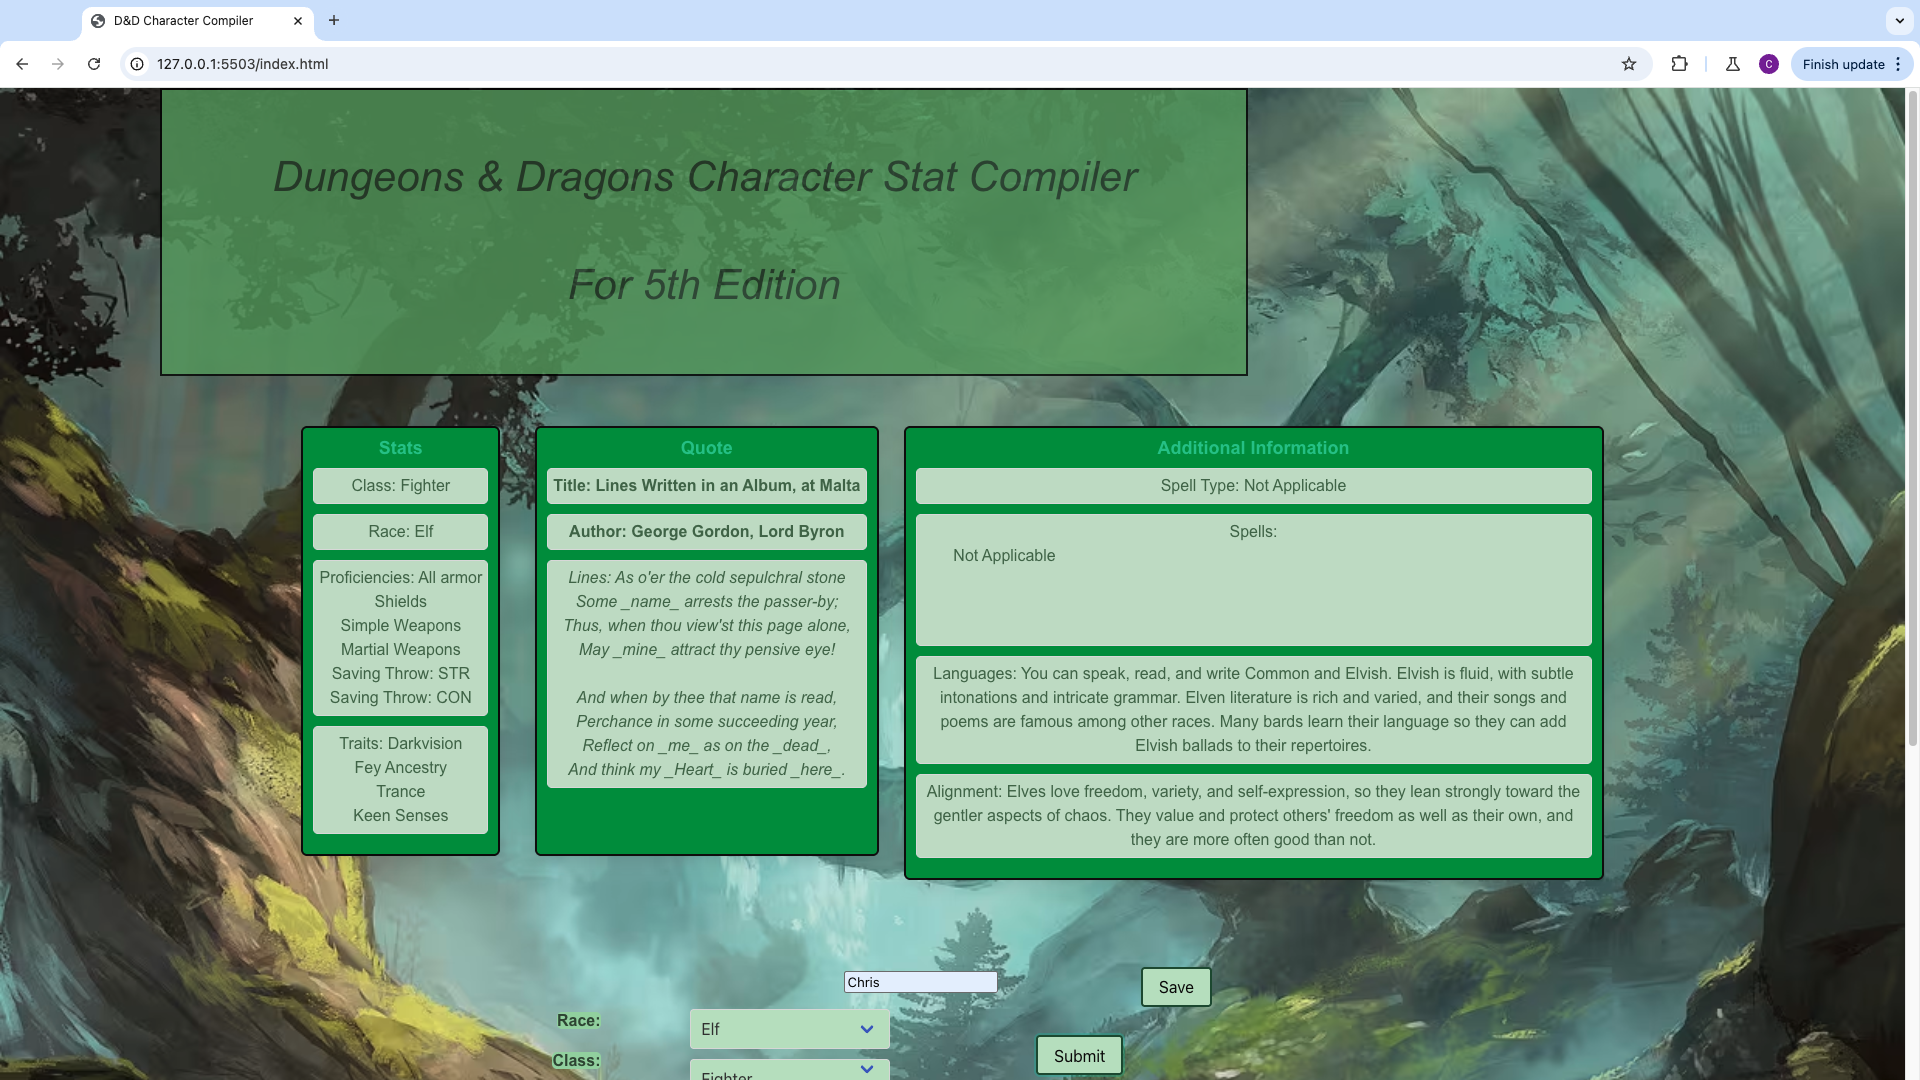 D&D Character Compiler
127.0.0.1:5503/index.html
C
Finish update
Dungeons & Dragons Character Stat Compiler
For 5th Edition
Stats
Class: Fighter
Race: Elf
Proficiencies: All armor
Shields
Simple Weapons
Martial Weapons
Saving Throw: STR
Saving Throw: CON
Traits: Darkvision
Fey Ancestry
Trance
Keen Senses
Quote
Title: Lines Written in an Album, at Malta
Author: George Gordon, Lord Byron
Lines: As o'er the cold sepulchral stone
Some _name_ arrests the passer-by;
Thus, when thou view'st this page alone,
May _mine_ attract thy pensive eye!
And when by thee that name is read,
Perchance in some succeeding year,
Reflect on _me_ as on the _dead_,
And think my _Heart_ is buried _here_.
Additional Information
Spell Type: Not Applicable
Spells:
Not Applicable
Languages: You can speak, read, and write Common and Elvish. Elvish is fluid, with subtle
intonations and intricate grammar. Elven literature is rich and varied, and their songs and
poems are famous among other races. Many bards learn their language so they can add
Elvish ballads to their repertoires.
Alignment: Elves love freedom, variety, and self-expression, so they lean strongly toward the
gentler aspects of chaos. They value and protect others' freedom as well as their own, and
they are more often good than not.
Chris
Save
Race:
Elf
Submit
Class:
Fighter